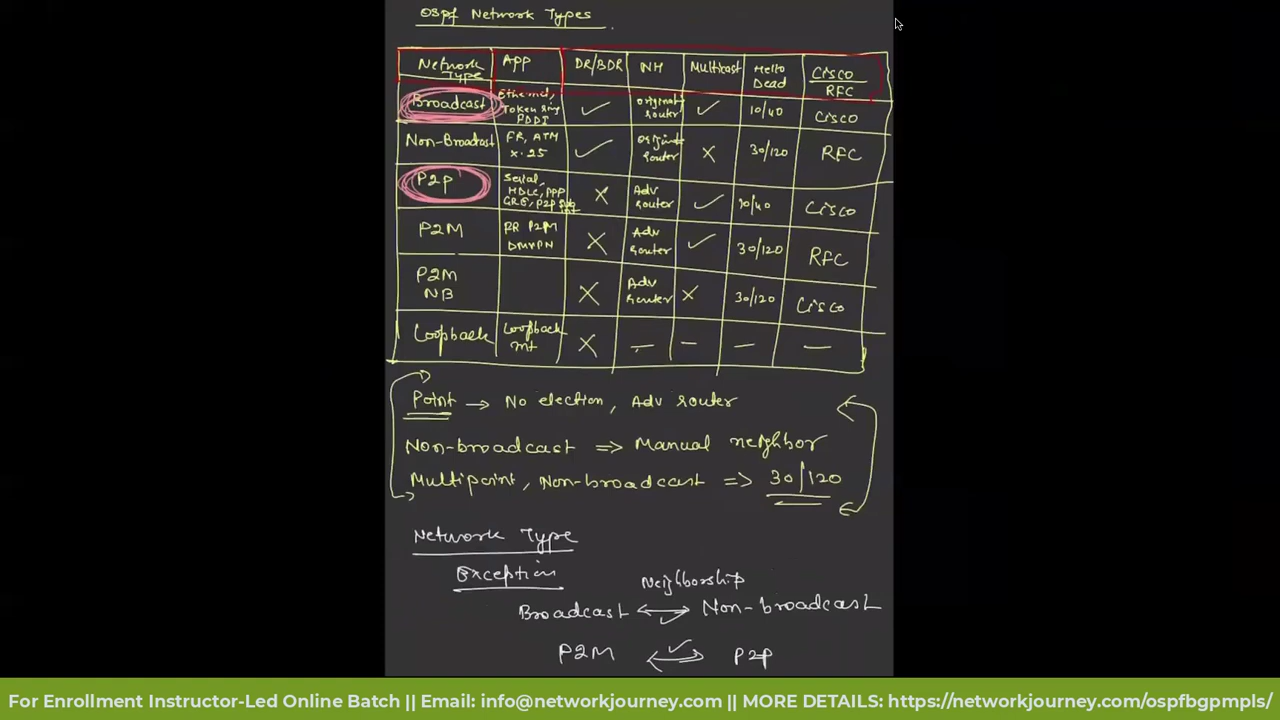 OSPF Network Types
Network Type APP DR/BDR NH Multicast Hello Dead Cisco RFC
Broadcast Ethernet, Token ring FDDI ✓ original router ✓ 10/40 Cisco
Non-Broadcast FR, ATM X.25 ✓ router × 30/120 RFC
P2P Serial, HDLC, PPP GRE, P2P × Adv router ✓ 10/40 Cisco
P2M FR P2M DMVPN × Adv router ✓ 30/120 RFC
P2M NB × Adv router × 30/120 Cisco
Loopback Loopback Int × — — — —
Point → No election, Adv router
Non-broadcast => Manual neighbor
Multipoint, Non-broadcast => 30/120
Network Type
Exception
Neighborship
Broadcast ↔ ✓ Non-broadcast
P2M ↔ ✓ P2P
For Enrollment Instructor-Led Online Batch || Email: info@networkjourney.com || MORE DETAILS: https://networkjourney.com/ospfbgpmpls/